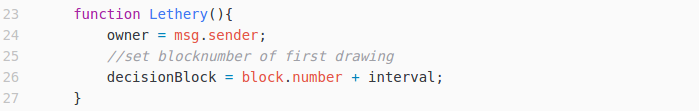 23 function Lethery(){
24 owner = msg.sender;
25 //set blocknumber of first drawing
26 decisionBlock = block.number + interval;
27 }